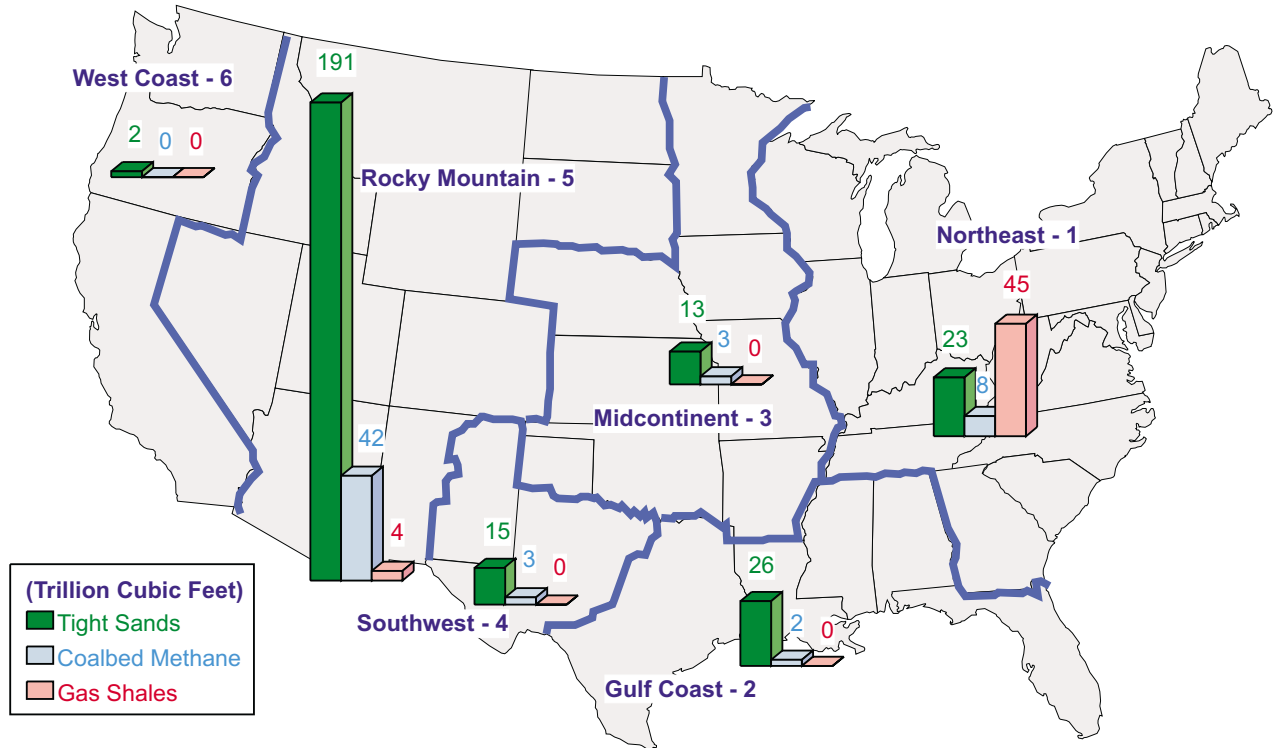 191
West Coast - 6
2 0 0
Rocky Mountain - 5
Northeast - 1
45
13
3 0
23
8
Midcontinent - 3
42
4
15
3 0
26
2 0
Southwest - 4
Gulf Coast - 2
(Trillion Cubic Feet)
Tight Sands
Coalbed Methane
Gas Shales